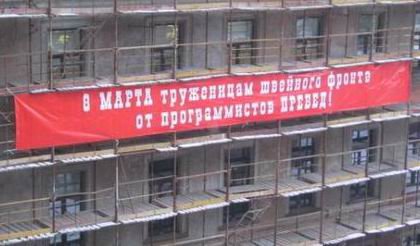 8 МАРТА труженицам швейного фронта
от программистов ПРЕВЕД!